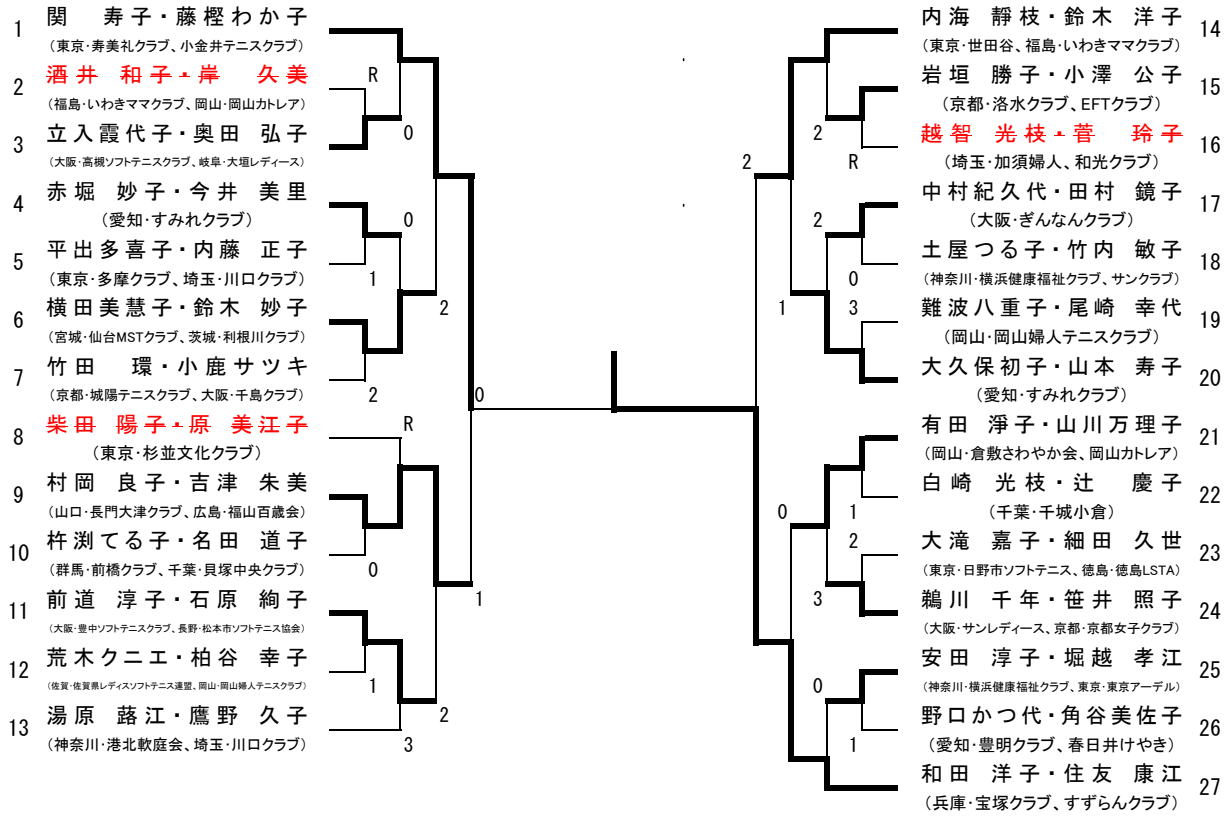 1 関　寿子・藤樫わか子
（東京・寿美礼クラブ、小金井テニスクラブ）
2 酒井　和子・岸　久美
R
（福島・いわきママクラブ、岡山・岡山カトレア）
3 立入霞代子・奥田　弘子
0
（大阪・高槻ソフトテニスクラブ、岐阜・大垣レディース）
4 赤堀　妙子・今井　美里
0
（愛知・すみれクラブ）
5 平出多喜子・内藤　正子
1
（東京・多摩クラブ、埼玉・川口クラブ）
6 横田美慧子・鈴木　妙子
2
（宮城・仙台MSTクラブ、茨城・利根川クラブ）
7 竹田　環・小鹿サツキ
2
（京都・城陽テニスクラブ、大阪・千島クラブ）
0
8 柴田　陽子・原　美江子
R
（東京・杉並文化クラブ）
9 村岡　良子・吉津　朱美
（山口・長門大津クラブ、広島・福山百歳会）
10 杵渕てる子・名田　道子
0
（群馬・前橋クラブ、千葉・貝塚中央クラブ）
1
11 前道　淳子・石原　絢子
（大阪・豊中ソフトテニスクラブ、長野・松本市ソフトテニス協会）
12 荒木クニエ・柏谷　幸子
1
（佐賀・佐賀県レディスソフトテニス連盟、岡山・岡山婦人テニスクラブ）
13 湯原　蕗江・鷹野　久子
2
3
（神奈川・港北軟庭会、埼玉・川口クラブ）
内海　靜枝・鈴木　洋子 14
（東京・世田谷、福島・いわきママクラブ）
岩垣　勝子・小澤　公子 15
（京都・洛水クラブ、EFTクラブ）
2
越智　光枝・菅　玲子 16
2
R
（埼玉・加須婦人、和光クラブ）
中村紀久代・田村　鏡子 17
2
（大阪・ぎんなんクラブ）
土屋つる子・竹内　敏子 18
0
（神奈川・横浜健康福祉クラブ、サンクラブ）
1
3
難波八重子・尾崎　幸代 19
（岡山・岡山婦人テニスクラブ）
大久保初子・山本　寿子 20
（愛知・すみれクラブ）
有田　淨子・山川万理子 21
（岡山・倉敷さわやか会、岡山カトレア）
白崎　光枝・辻　慶子 22
0
1
（千葉・千城小倉）
2
大滝　嘉子・細田　久世 23
（東京・日野市ソフトテニス、徳島・徳島LSTA）
3
鵜川　千年・笹井　照子 24
（大阪・サンレディース、京都・京都女子クラブ）
安田　淳子・堀越　孝江 25
0
（神奈川・横浜健康福祉クラブ、東京・東京アーデル）
野口かつ代・角谷美佐子 26
1
（愛知・豊明クラブ、春日井けやき）
和田　洋子・住友　康江 27
（兵庫・宝塚クラブ、すずらんクラブ）